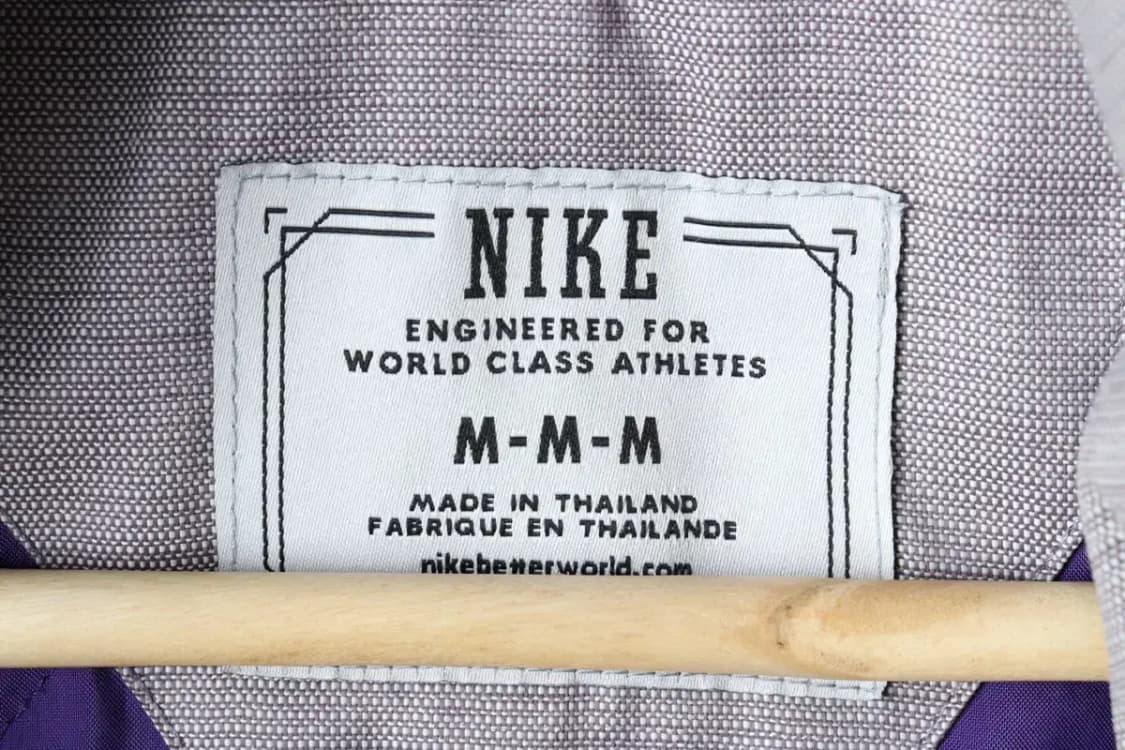 NIKE
ENGINEERED FOR
WORLD CLASS ATHLETES
M-M-M
MADE IN THAILAND
FABRIQUE EN THAILANDE
nikebetterworld.com